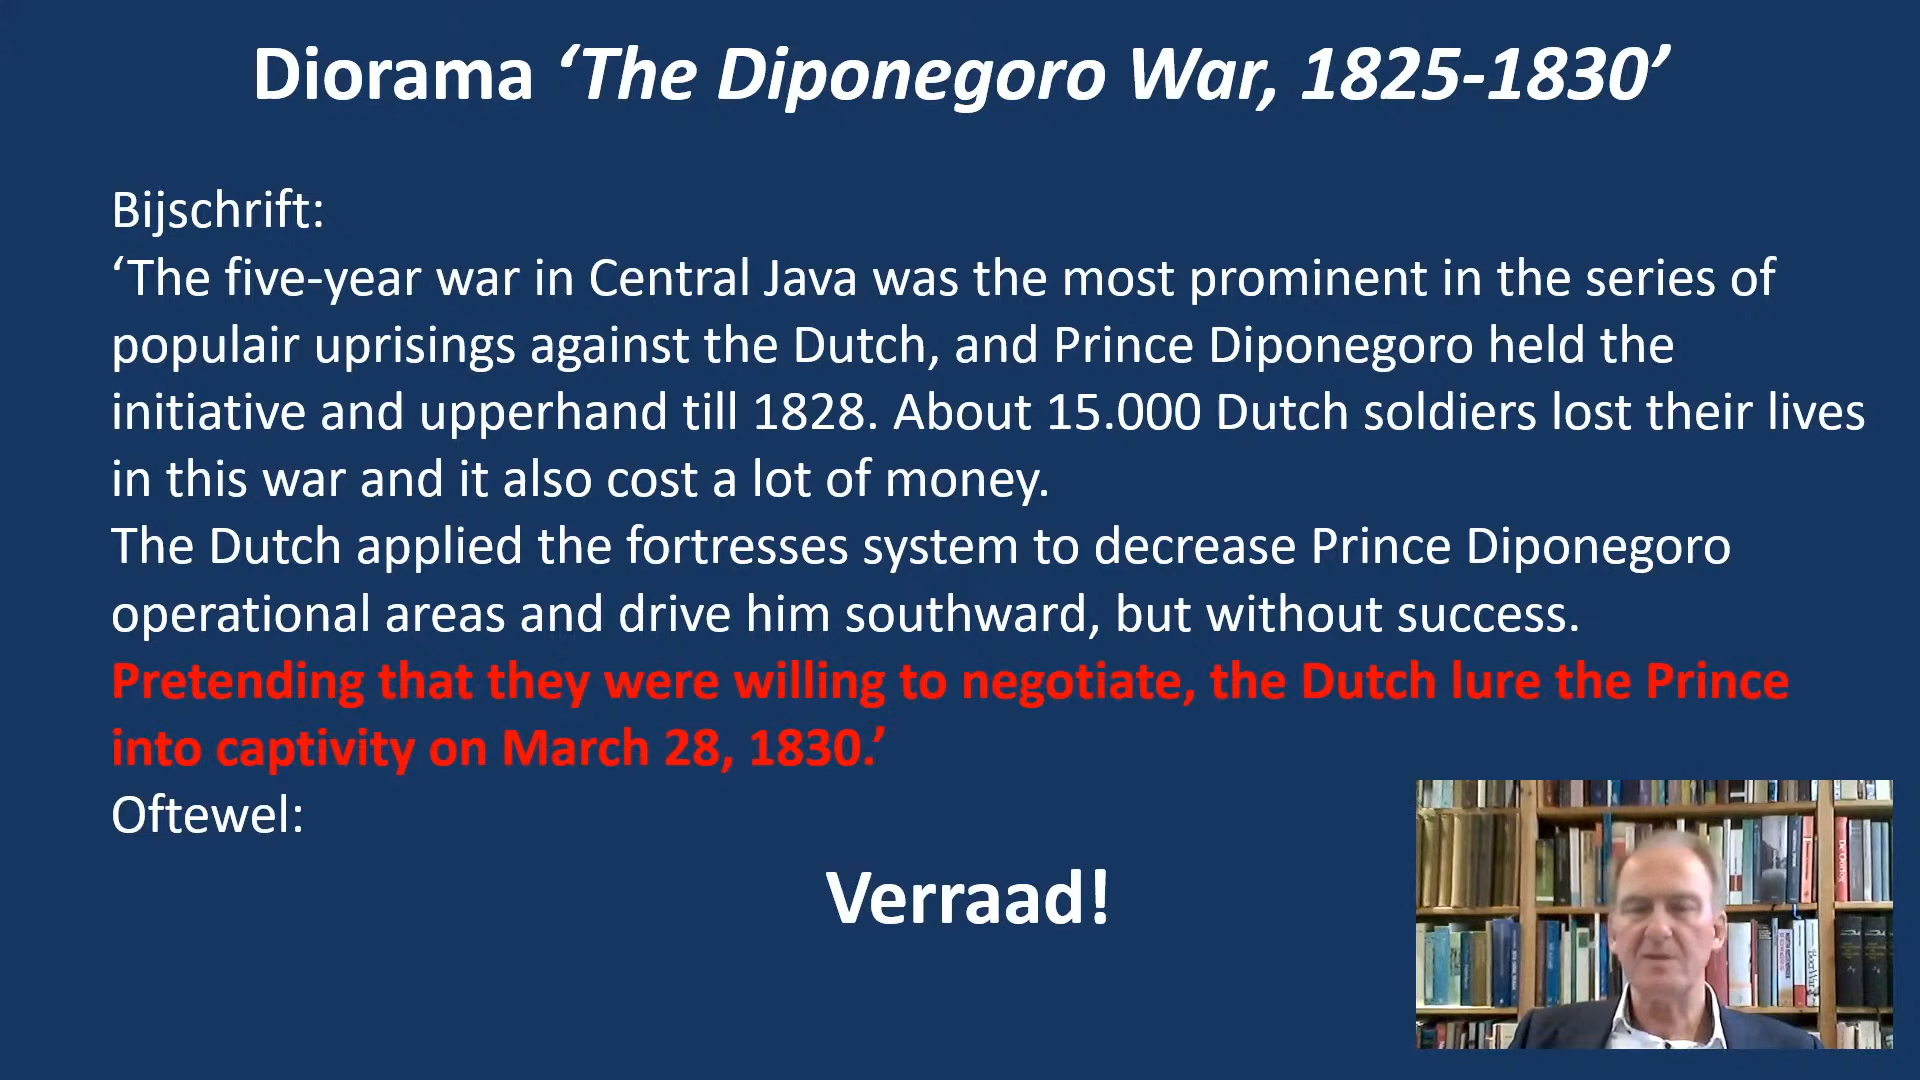 Diorama ‘The Diponegoro War, 1825-1830’
Bijschrift:
‘The five-year war in Central Java was the most prominent in the series of
populair uprisings against the Dutch, and Prince Diponegoro held the
initiative and upperhand till 1828. About 15.000 Dutch soldiers lost their lives
in this war and it also cost a lot of money.
The Dutch applied the fortresses system to decrease Prince Diponegoro
operational areas and drive him southward, but without success.
Pretending that they were willing to negotiate, the Dutch lure the Prince
into captivity on March 28, 1830.’
Oftewel:
Verraad!